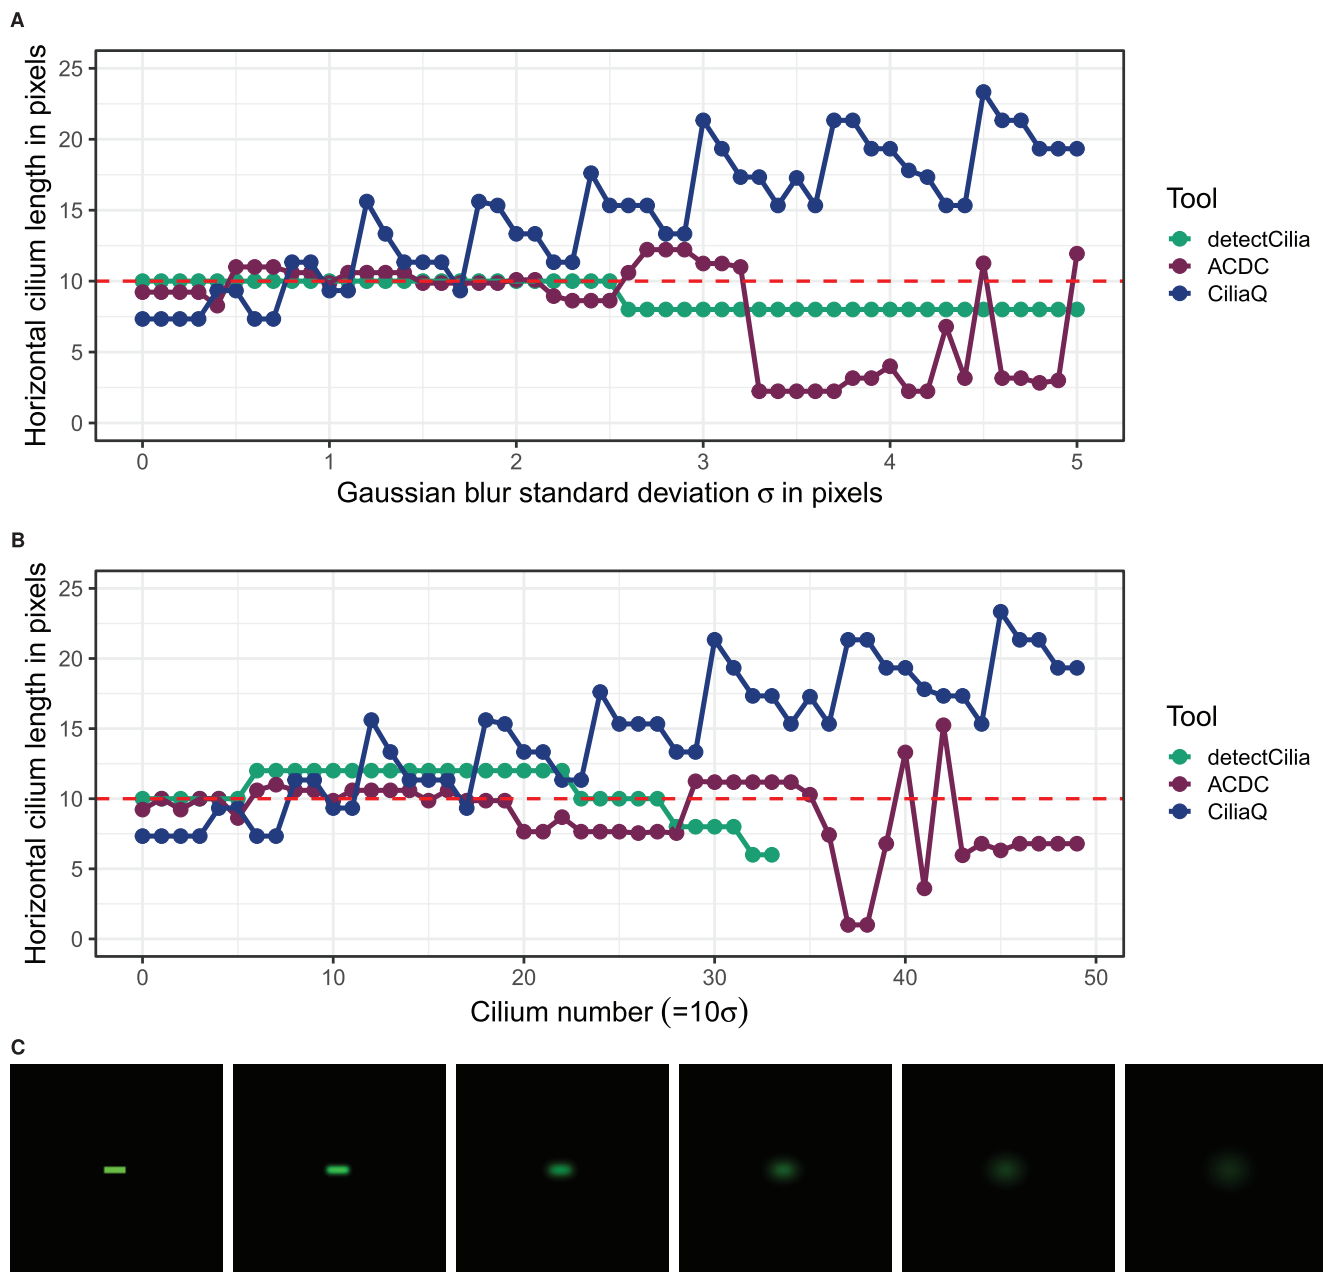 A
Horizontal cilium length in pixels
25
20
15
10
5
0
0 1 2 3 4 5
Gaussian blur standard deviation σ in pixels
Tool
detectCilia
ACDC
CiliaQ
B
Horizontal cilium length in pixels
25
20
15
10
5
0
0 10 20 30 40 50
Cilium number (=10σ)
Tool
detectCilia
ACDC
CiliaQ
C